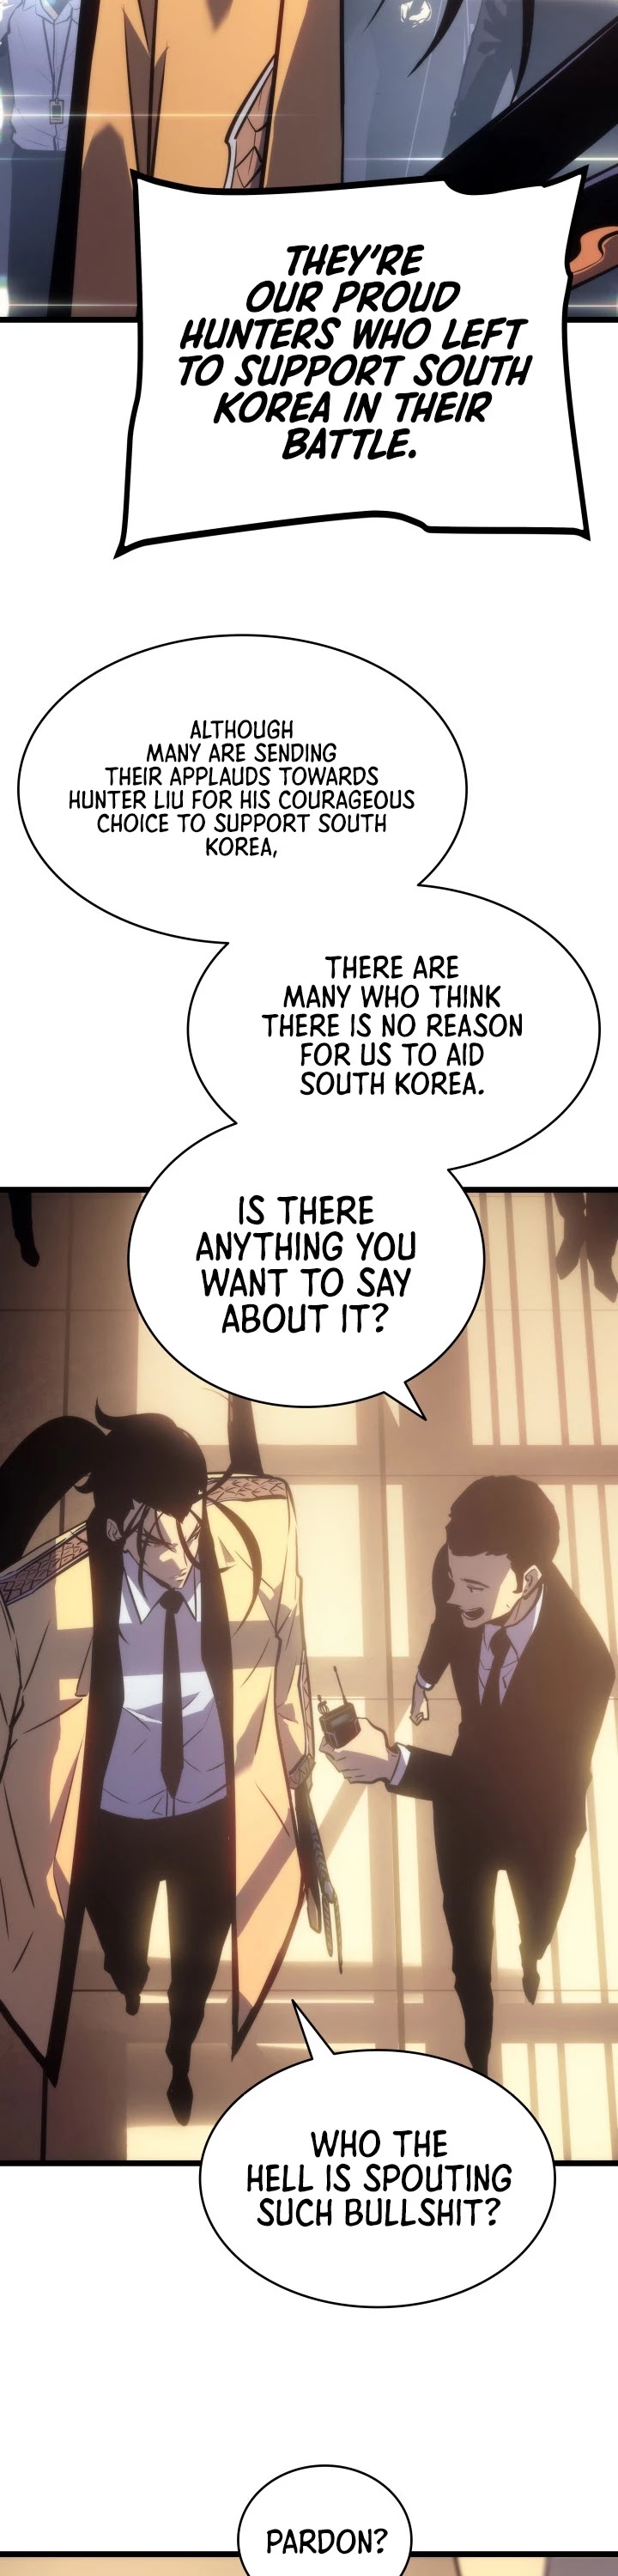 THEY'RE
OUR PROUD
HUNTERS WHO LEFT
TO SUPPORT SOUTH
KOREA IN THEIR
BATTLE.
ALTHOUGH
MANY ARE SENDING
THEIR APPLAUDS TOWARDS
HUNTER LIU FOR HIS COURAGEOUS
CHOICE TO SUPPORT SOUTH
KOREA,
THERE ARE
MANY WHO THINK
THERE IS NO REASON
FOR US TO AID
SOUTH KOREA.
IS THERE
ANYTHING YOU
WANT TO SAY
ABOUT IT?
WHO THE
HELL IS SPOUTING
SUCH BULLSHIT?
PARDON?